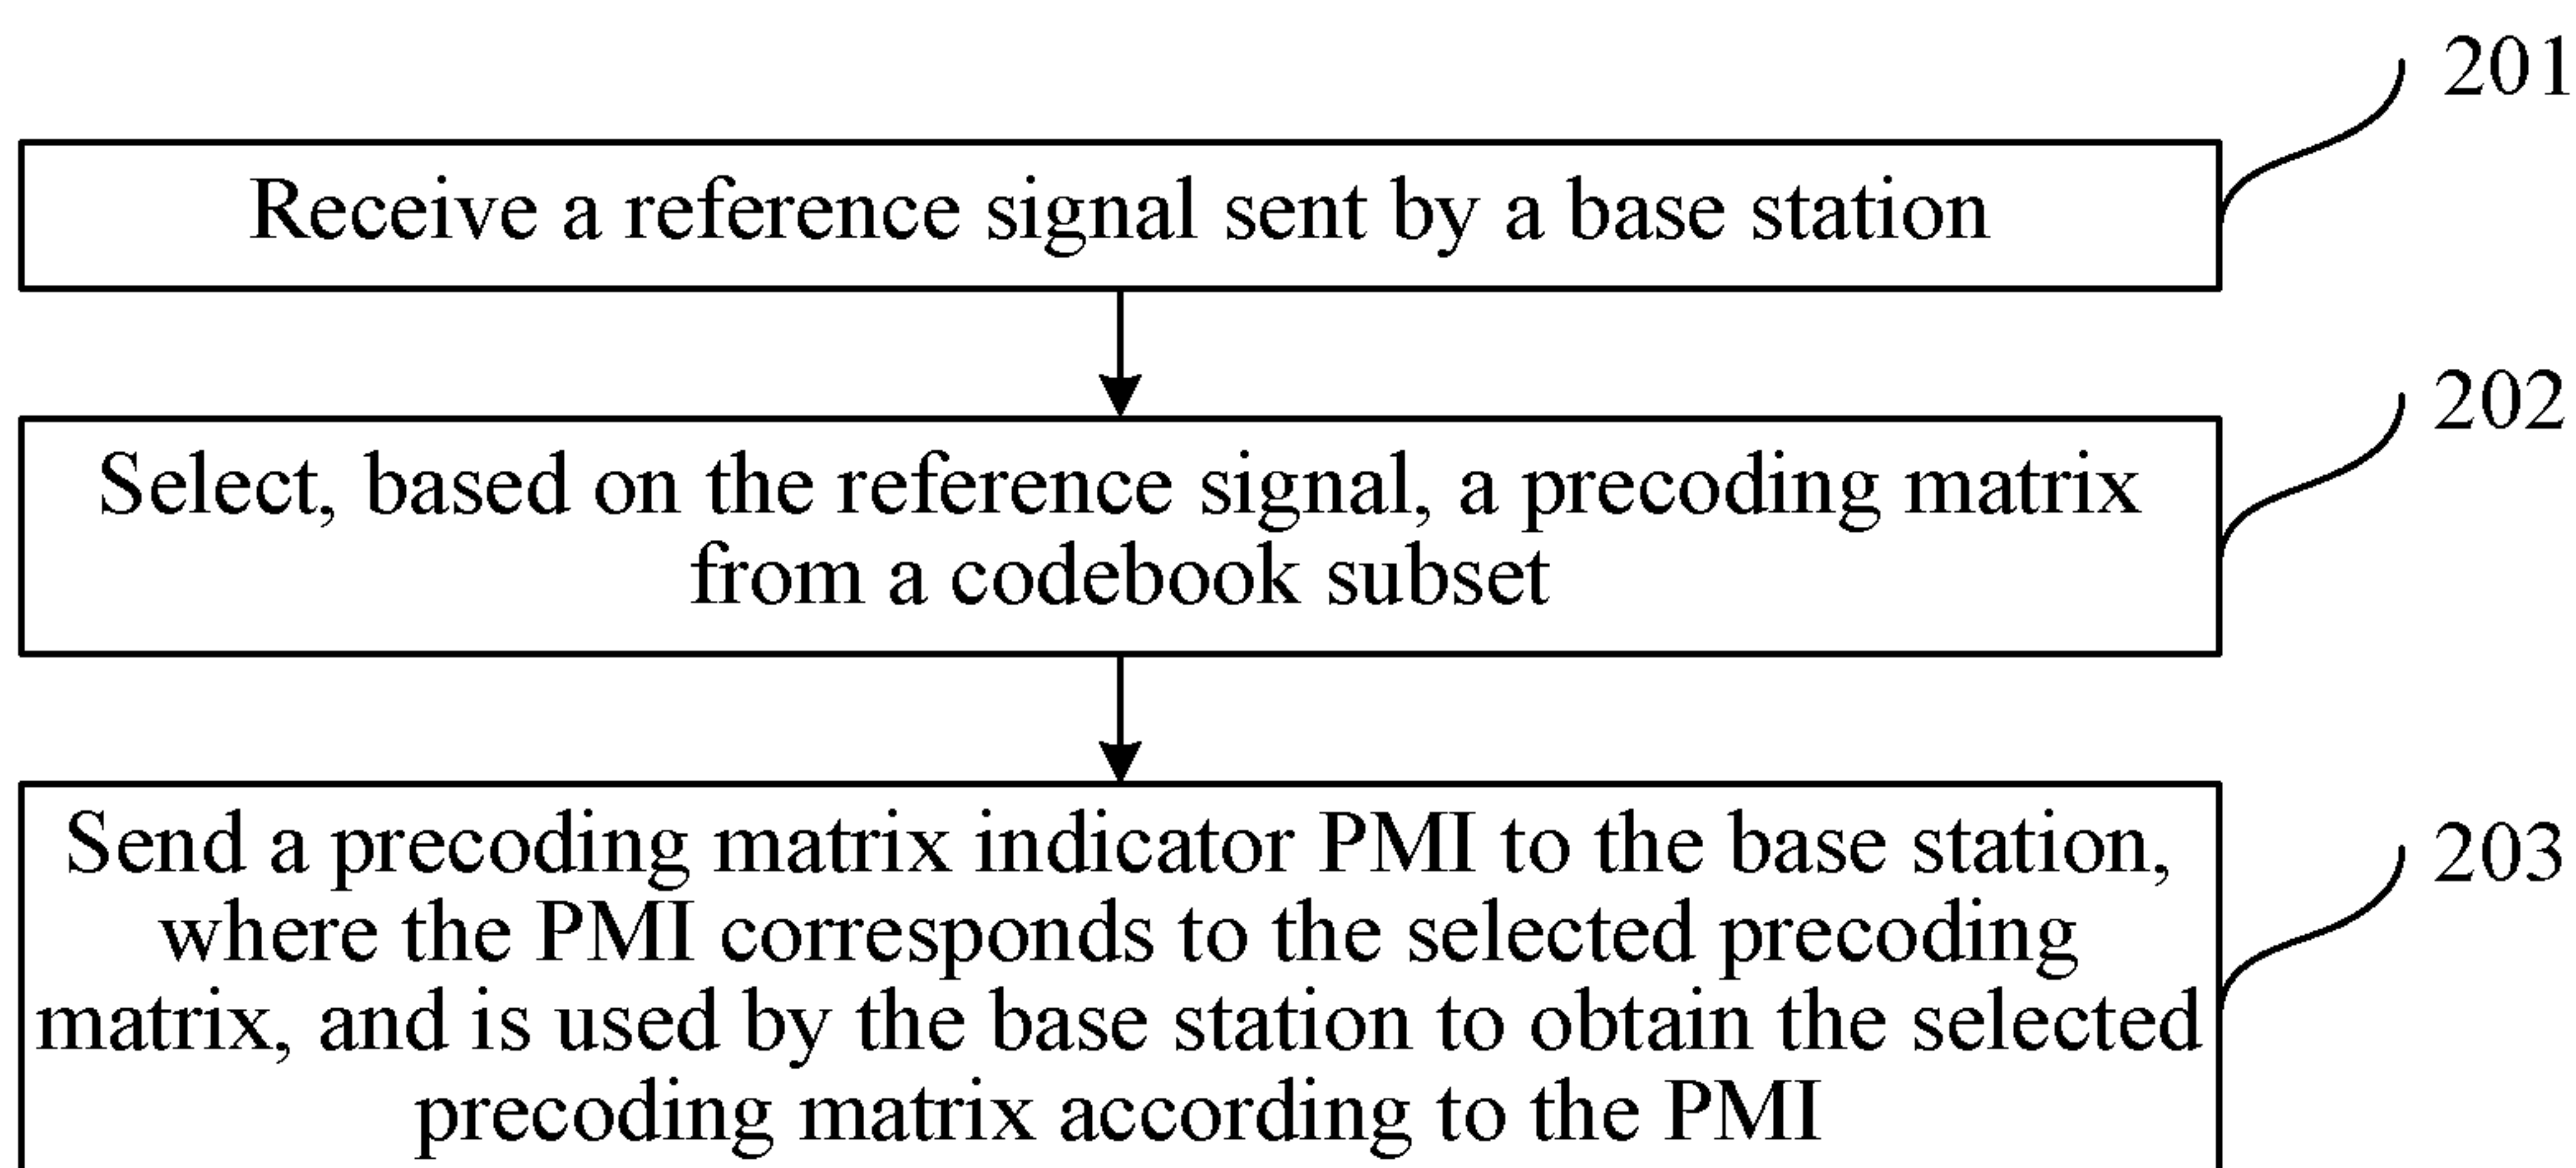 201
Receive a reference signal sent by a base station
202
Select, based on the reference signal, a precoding matrix
from a codebook subset
203
Send a precoding matrix indicator PMI to the base station,
where the PMI corresponds to the selected precoding
matrix, and is used by the base station to obtain the selected
precoding matrix according to the PMI